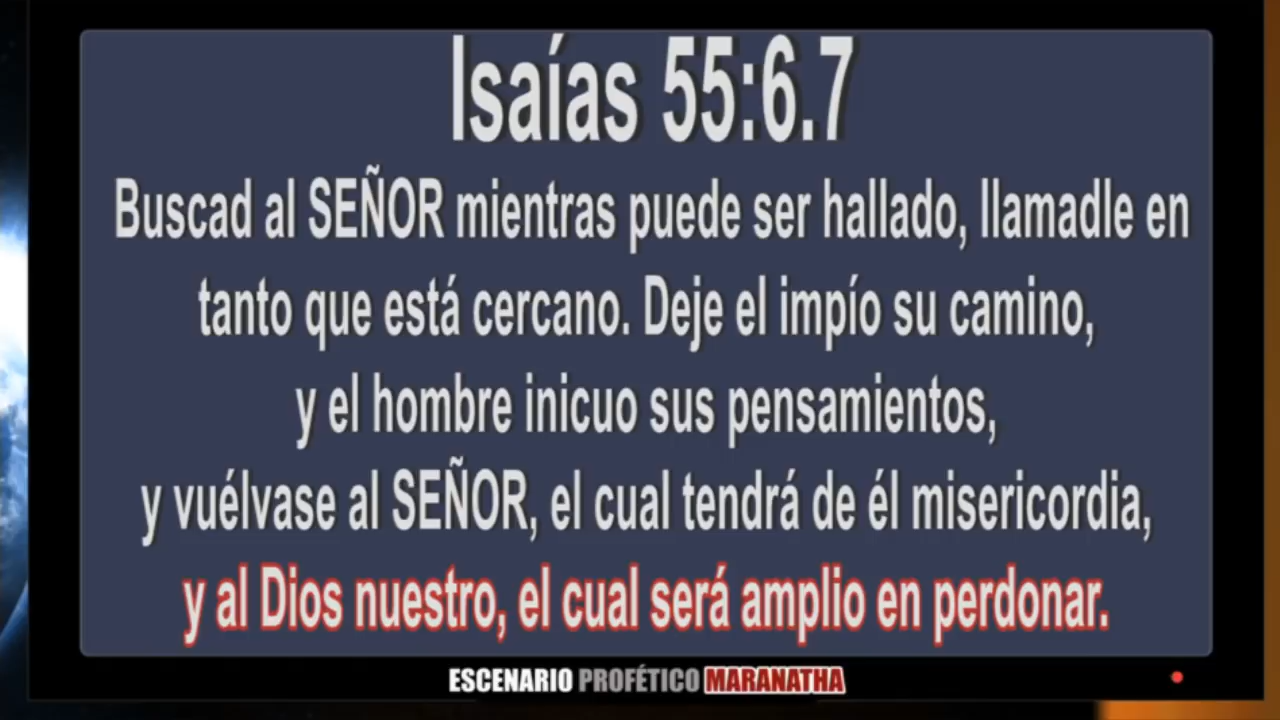 Isaías 55:6.7
Buscad al SEÑOR mientras puede ser hallado, llamadle en
tanto que está cercano. Deje el impío su camino,
y el hombre inicuo sus pensamientos,
y vuélvase al SEÑOR, el cual tendrá de él misericordia,
y al Dios nuestro, el cual será amplio en perdonar.
ESCENARIO PROFÉTICO MARANATHA